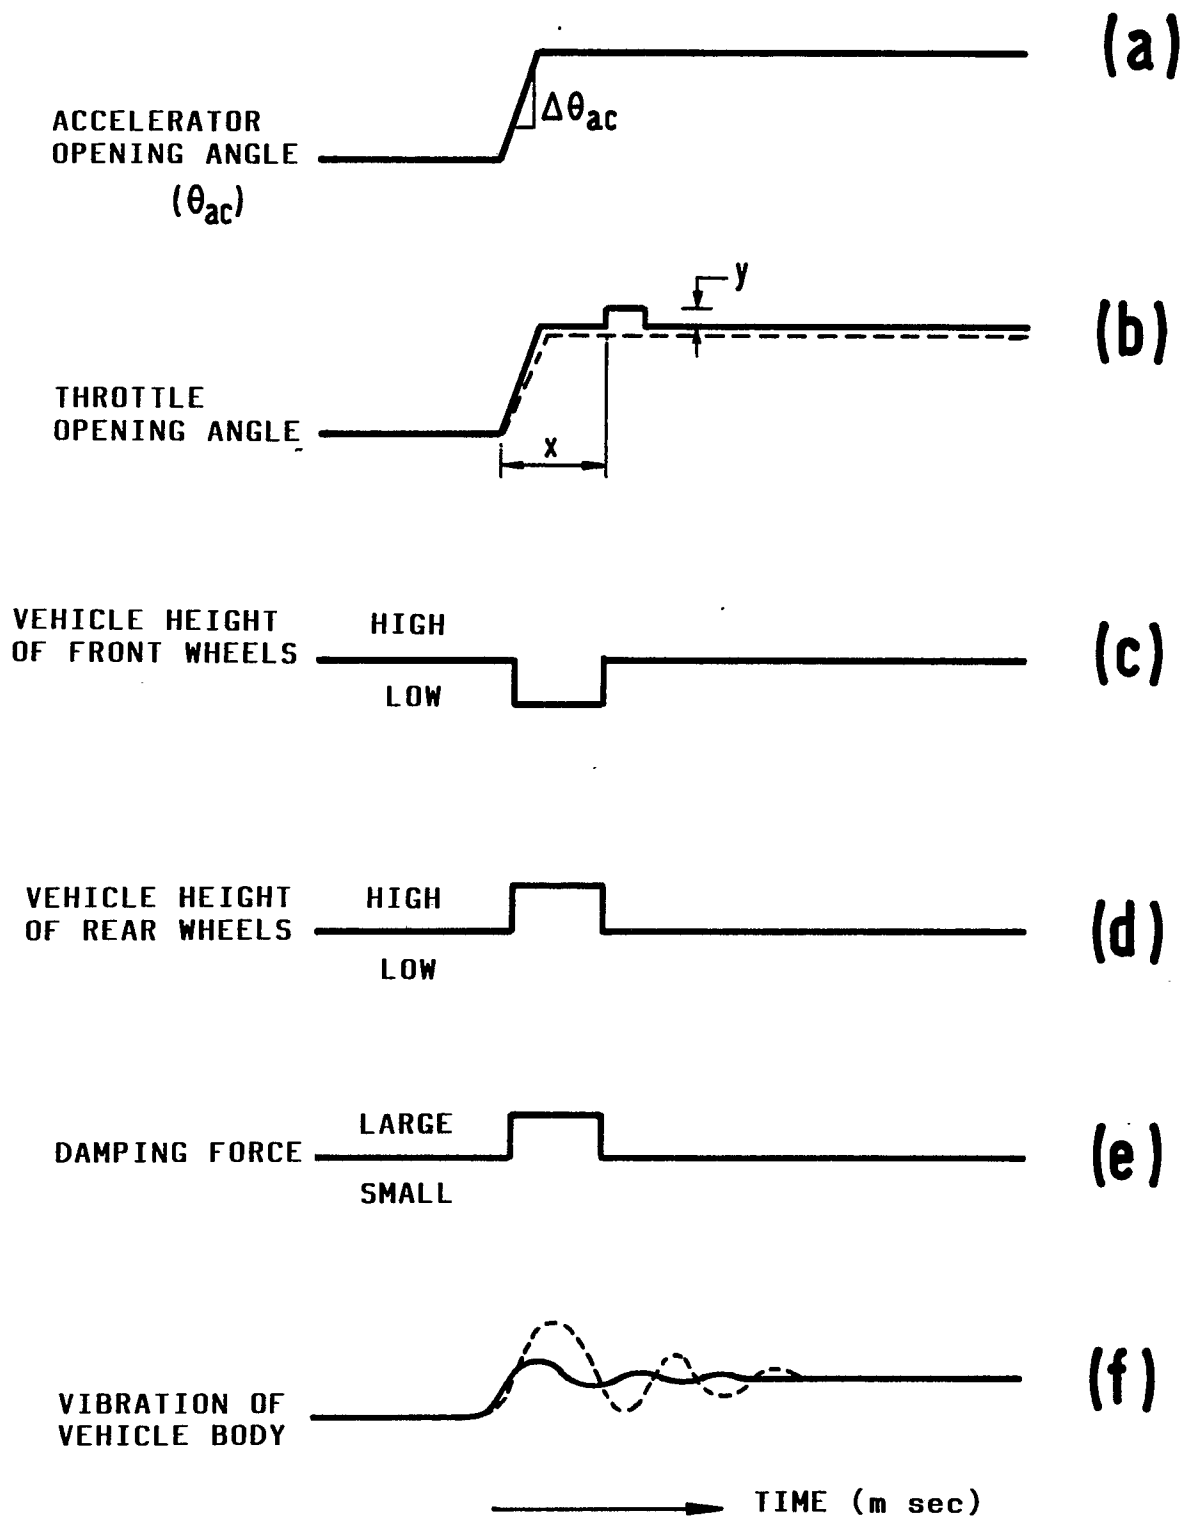 (a)
Δθac
ACCELERATOR
OPENING ANGLE
(θac)
y
(b)
THROTTLE
OPENING ANGLE
x
VEHICLE HEIGHT
OF FRONT WHEELS
HIGH
LOW
(c)
VEHICLE HEIGHT
OF REAR WHEELS
HIGH
LOW
(d)
DAMPING FORCE
LARGE
SMALL
(e)
VIBRATION OF
VEHICLE BODY
(f)
TIME (m sec)